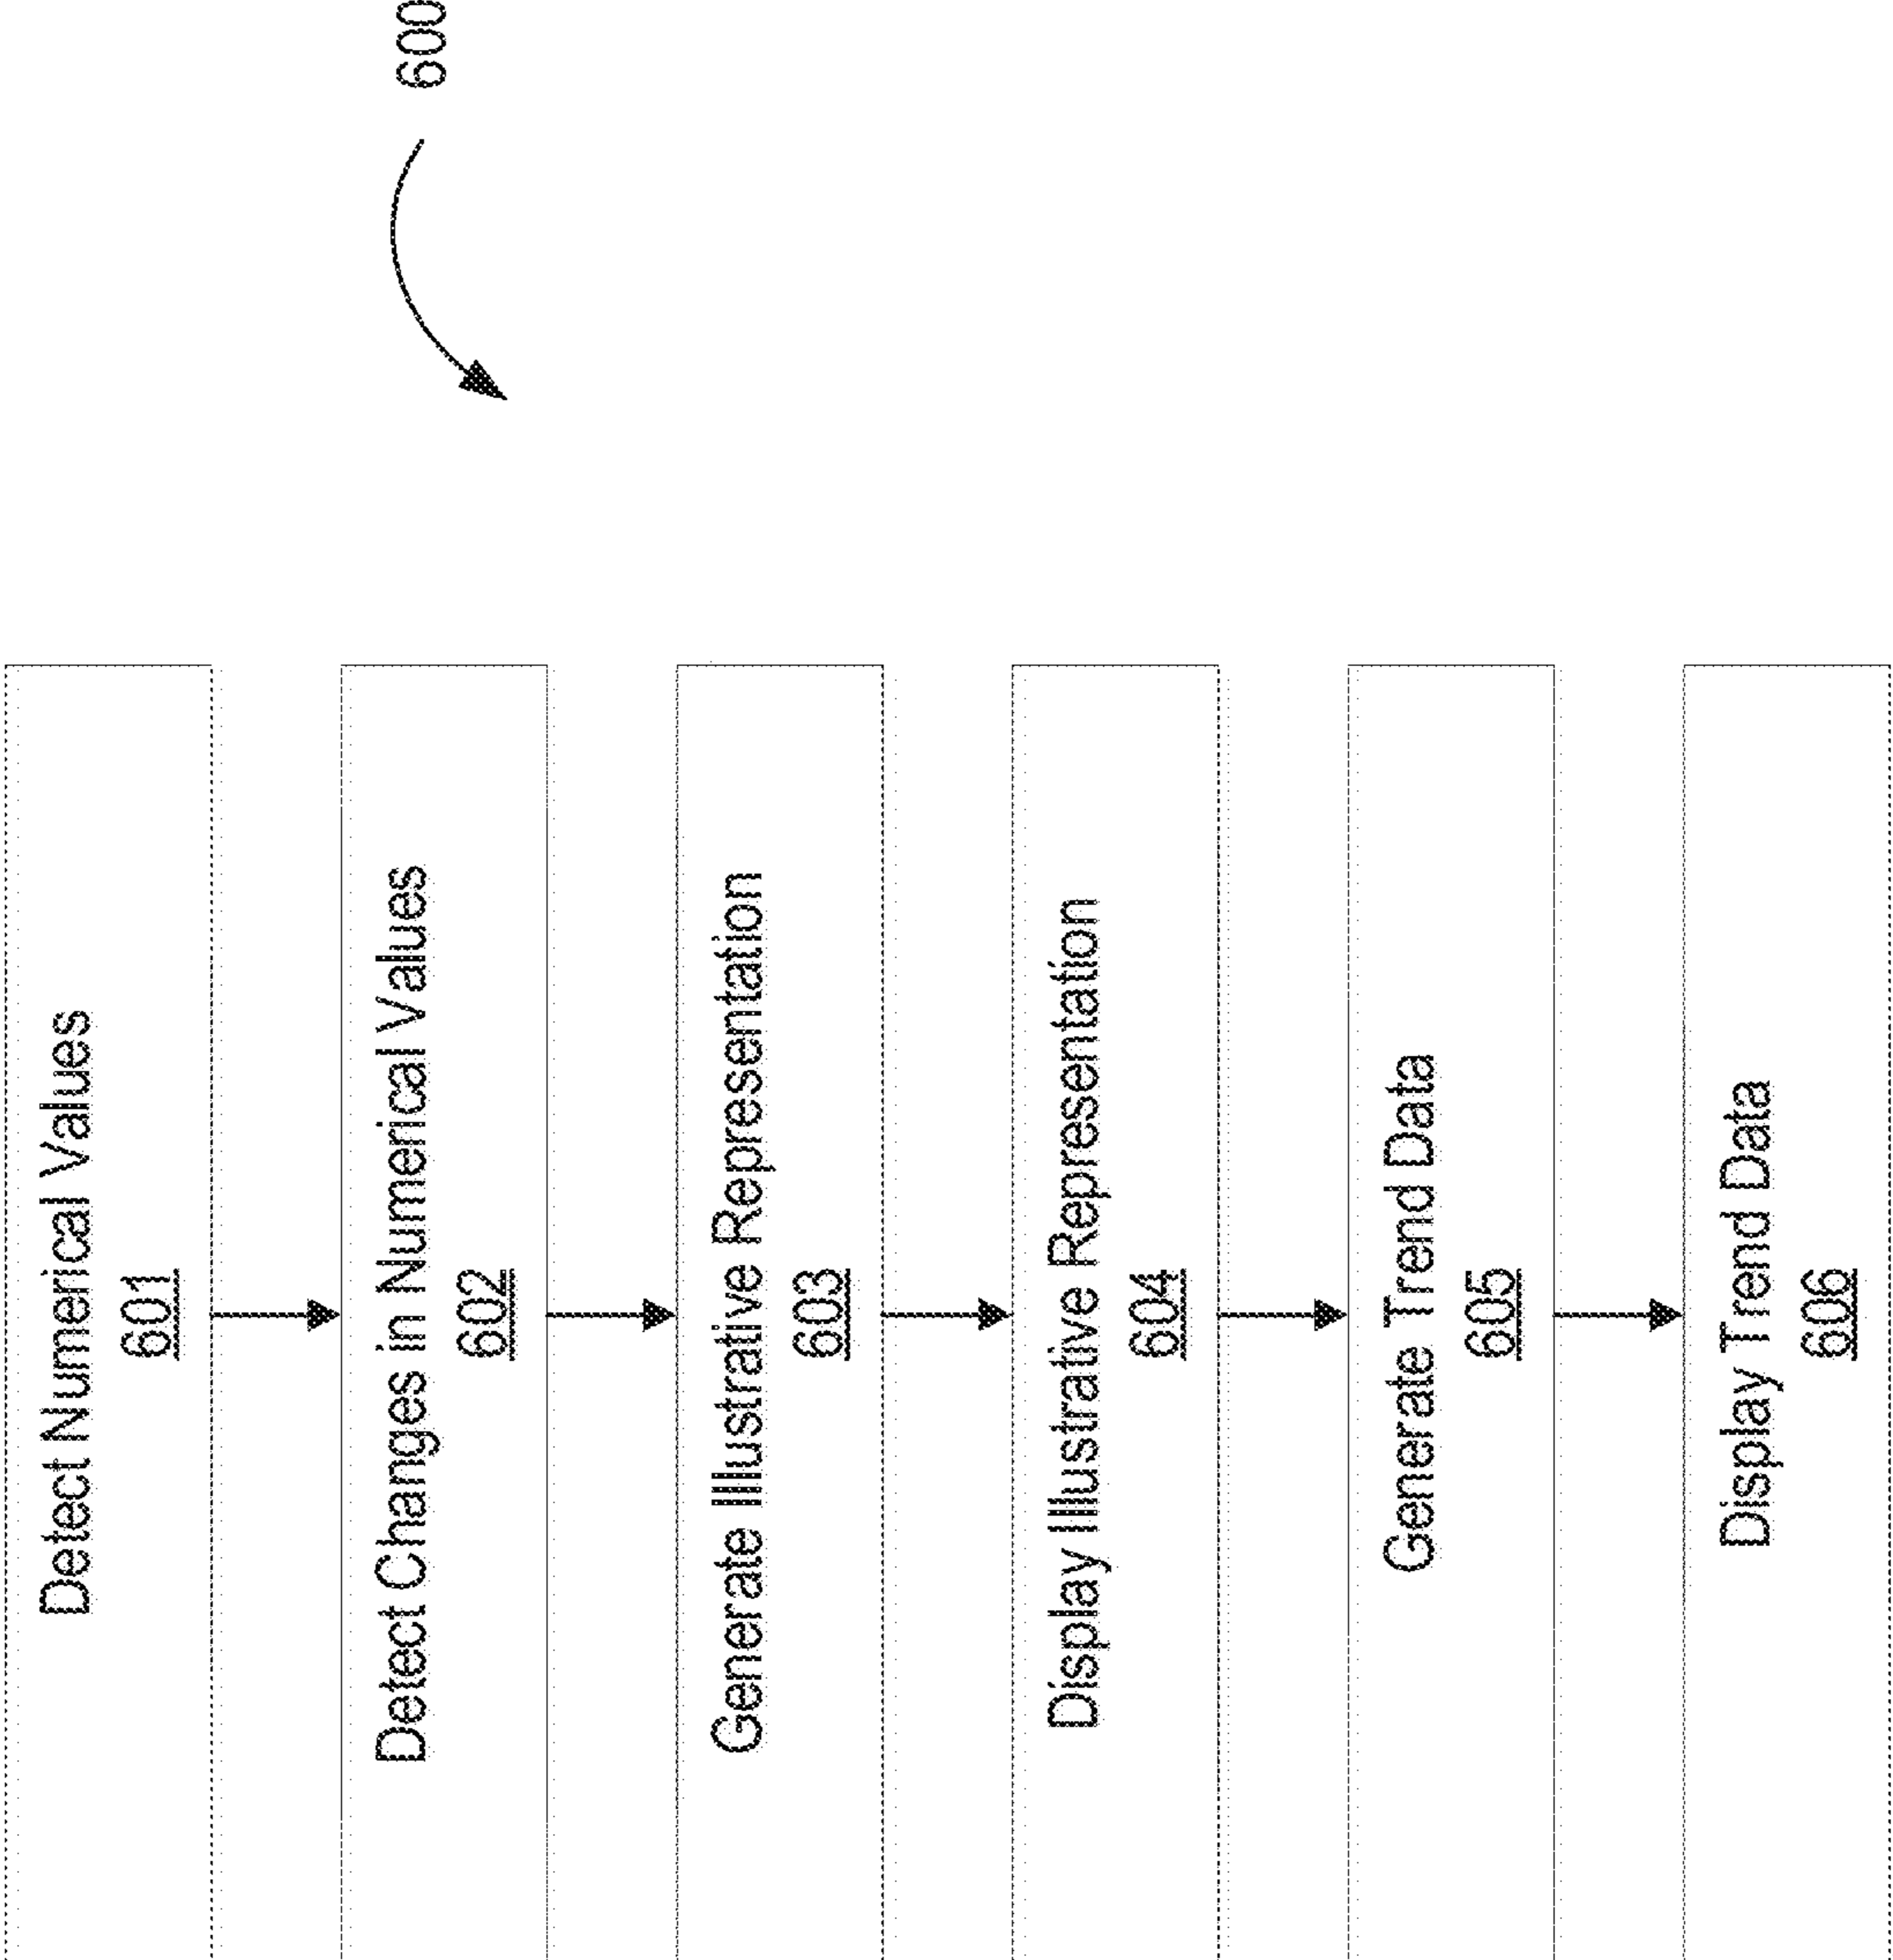 600
Detect Numerical Values
601
Detect Changes in Numerical Values
602
Generate Illustrative Representation
603
Display Illustrative Representation
604
Generate Trend Data
605
Display Trend Data
606